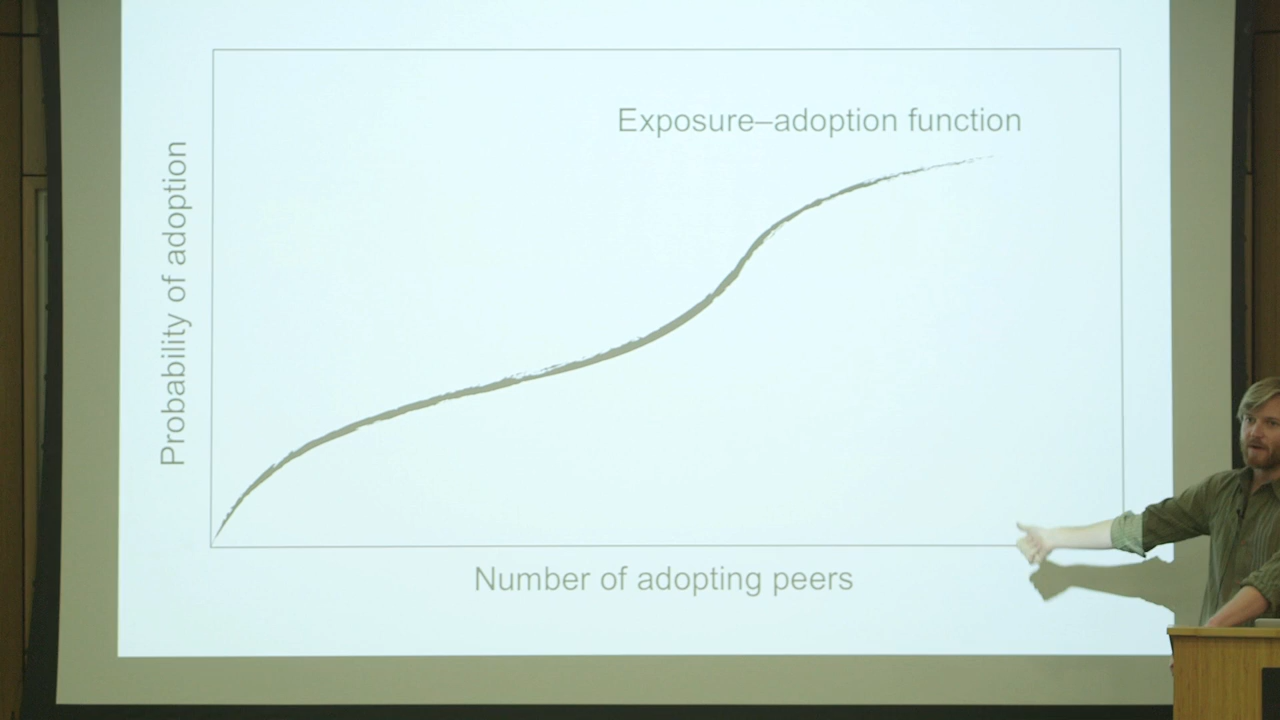 Exposure–adoption function
Probability of adoption
Number of adopting peers